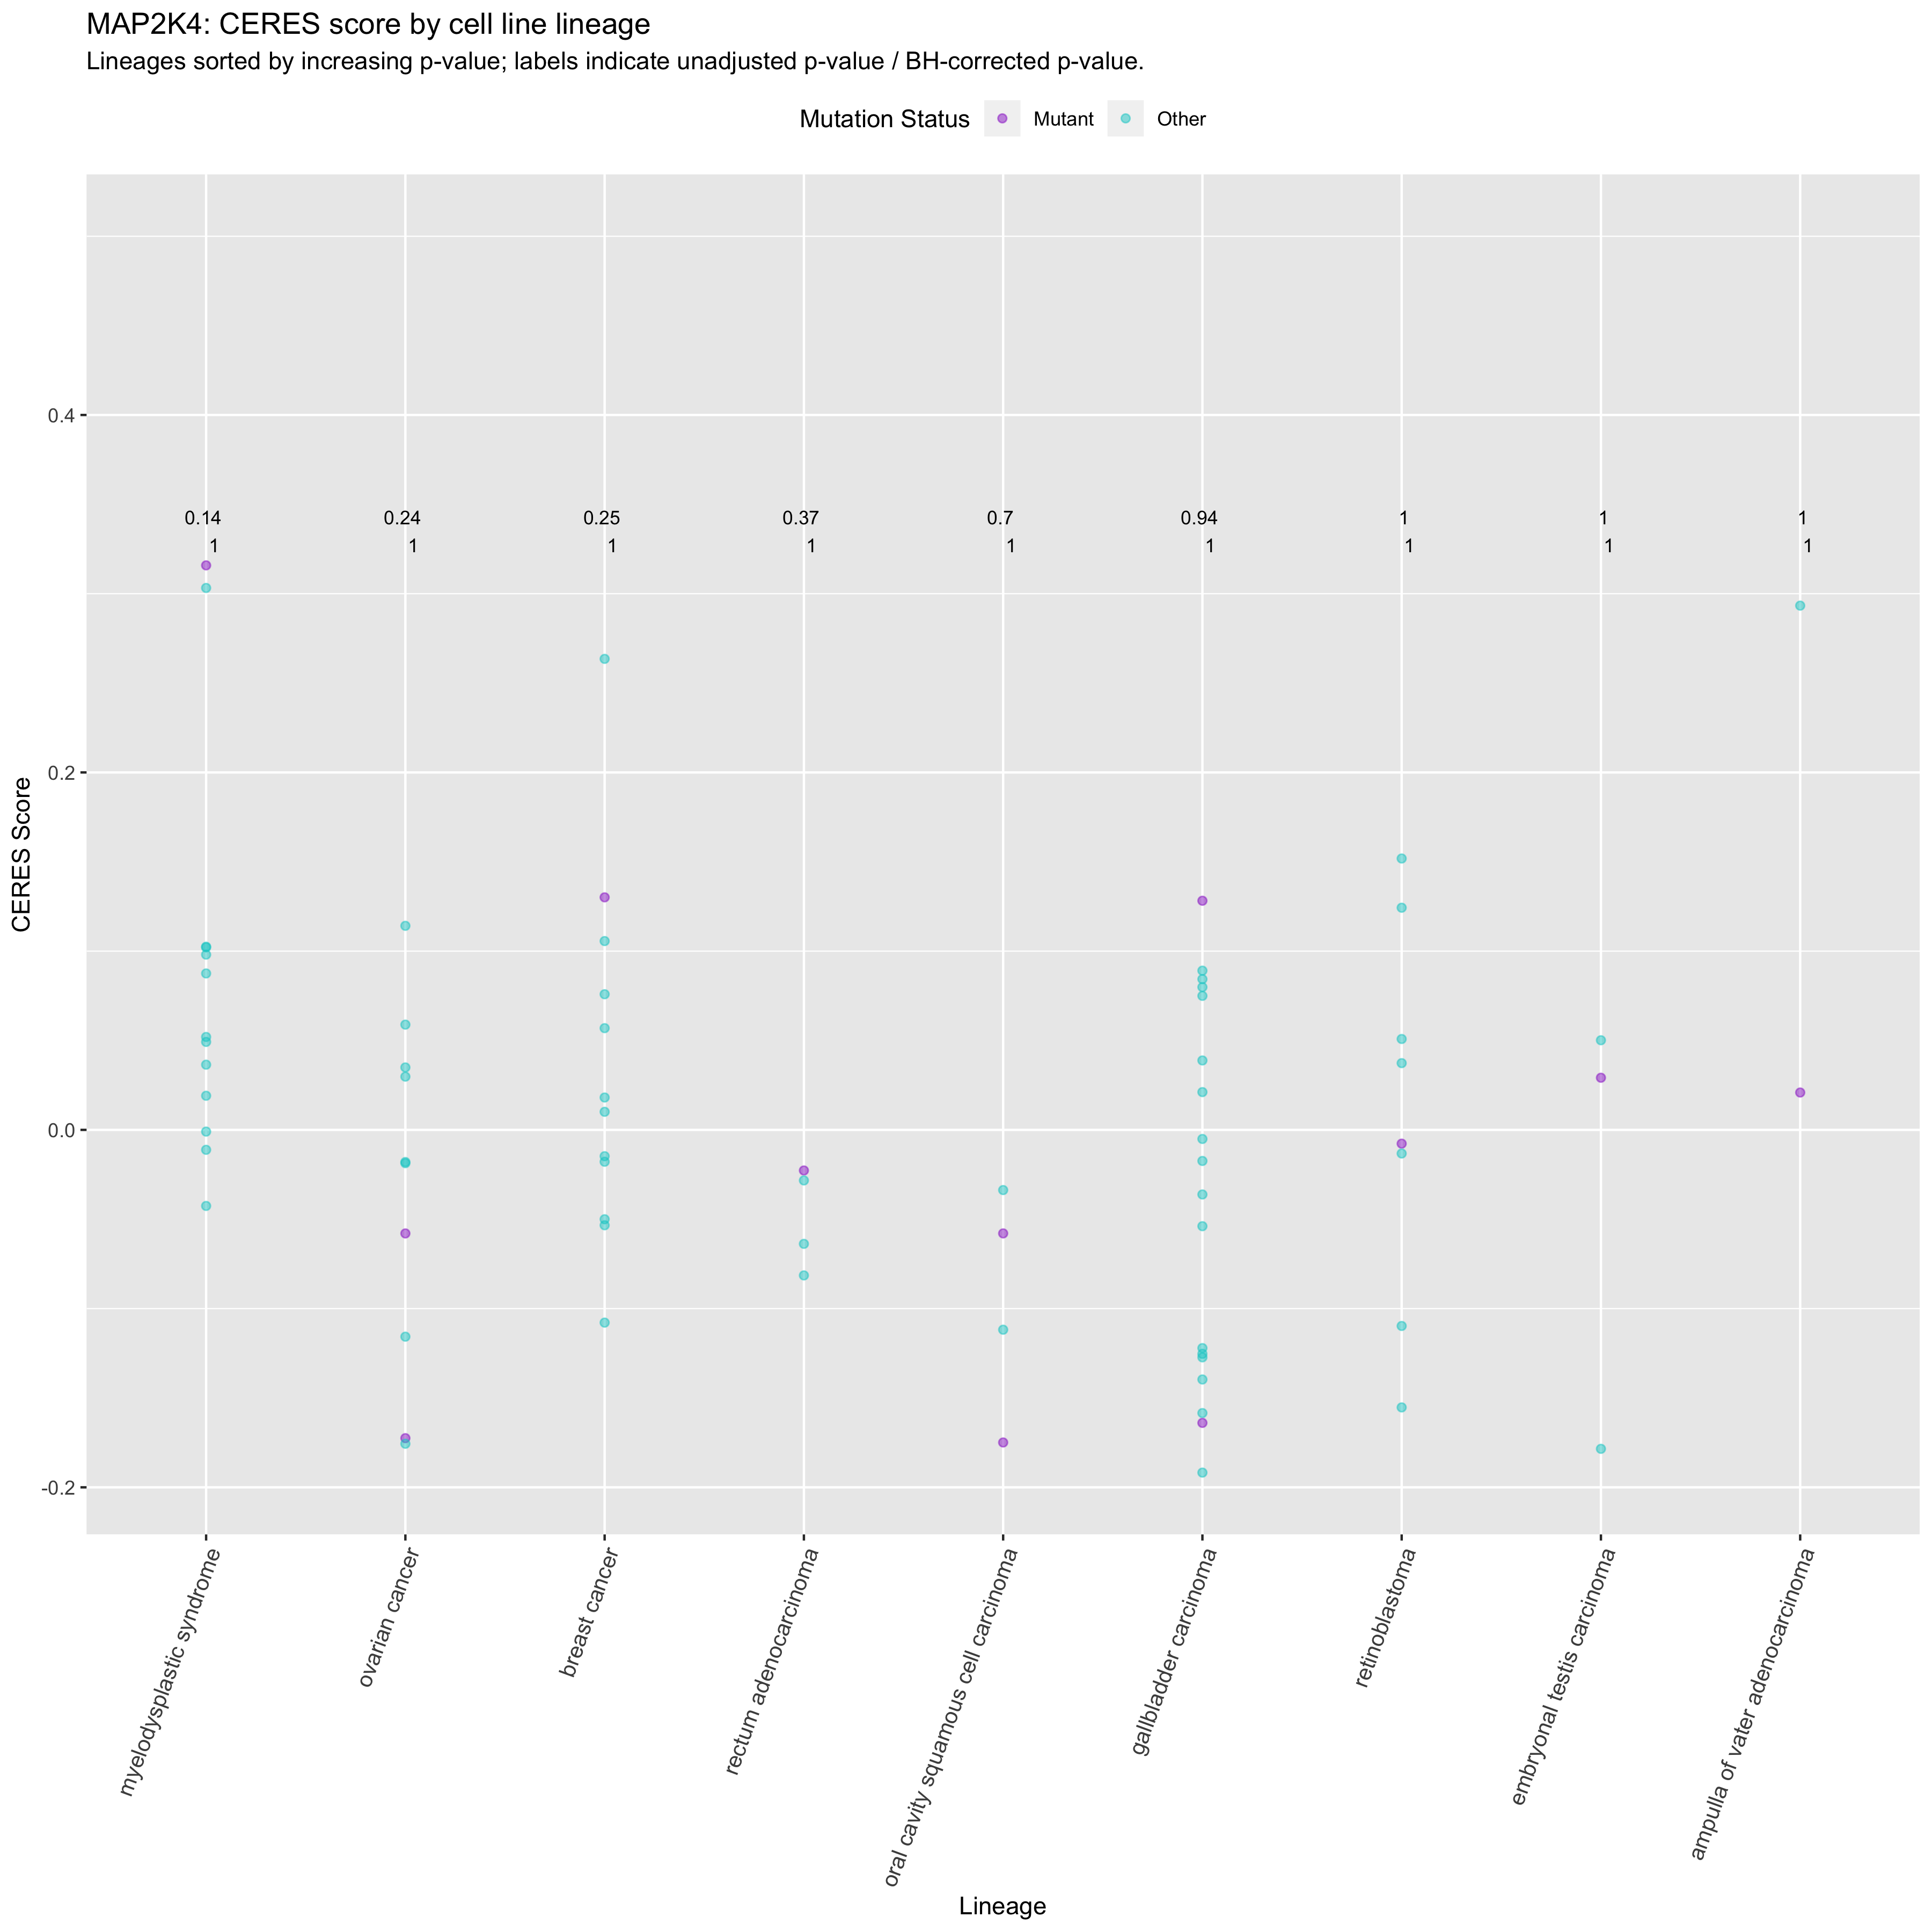 MAP2K4: CERES score by cell line lineage
Lineages sorted by increasing p-value; labels indicate unadjusted p-value / BH-corrected p-value.
Mutation Status Mutant Other
0.4
0.14 0.24 0.25 0.37 0.7 0.94 1 1 1
1 1 1 1 1 1 1 1 1
0.2
CERES Score
0.0
-0.2
myelodysplastic syndrome
ovarian cancer
breast cancer
rectum adenocarcinoma
oral cavity squamous cell carcinoma
gallbladder carcinoma
retinoblastoma
embryonal testis carcinoma
ampulla of vater adenocarcinoma
Lineage